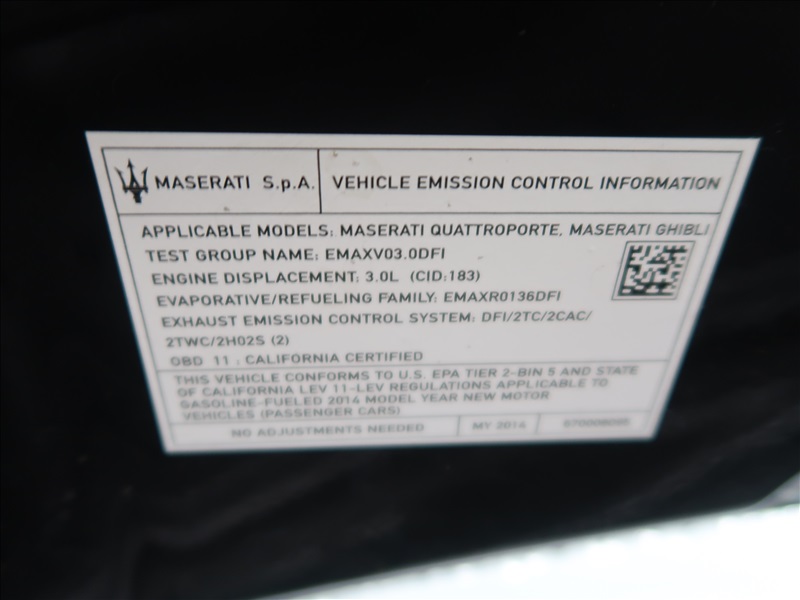 MASERATI S.p.A. VEHICLE EMISSION CONTROL INFORMATION
APPLICABLE MODELS: MASERATI QUATTROPORTE, MASERATI GHIBLI
TEST GROUP NAME: EMAXV03.0DFI
ENGINE DISPLACEMENT: 3.0L (CID:183)
EVAPORATIVE/REFUELING FAMILY: EMAXR0136DFI
EXHAUST EMISSION CONTROL SYSTEM: DFI/2TC/2CAC/
2TWC/2HO2S (2)
OBD 11 : CALIFORNIA CERTIFIED
THIS VEHICLE CONFORMS TO U.S. EPA TIER 2-BIN 5 AND STATE
OF CALIFORNIA LEV 11-LEV REGULATIONS APPLICABLE TO
GASOLINE-FUELED 2014 MODEL YEAR NEW MOTOR
VEHICLES (PASSENGER CARS)
NO ADJUSTMENTS NEEDED MY 2014